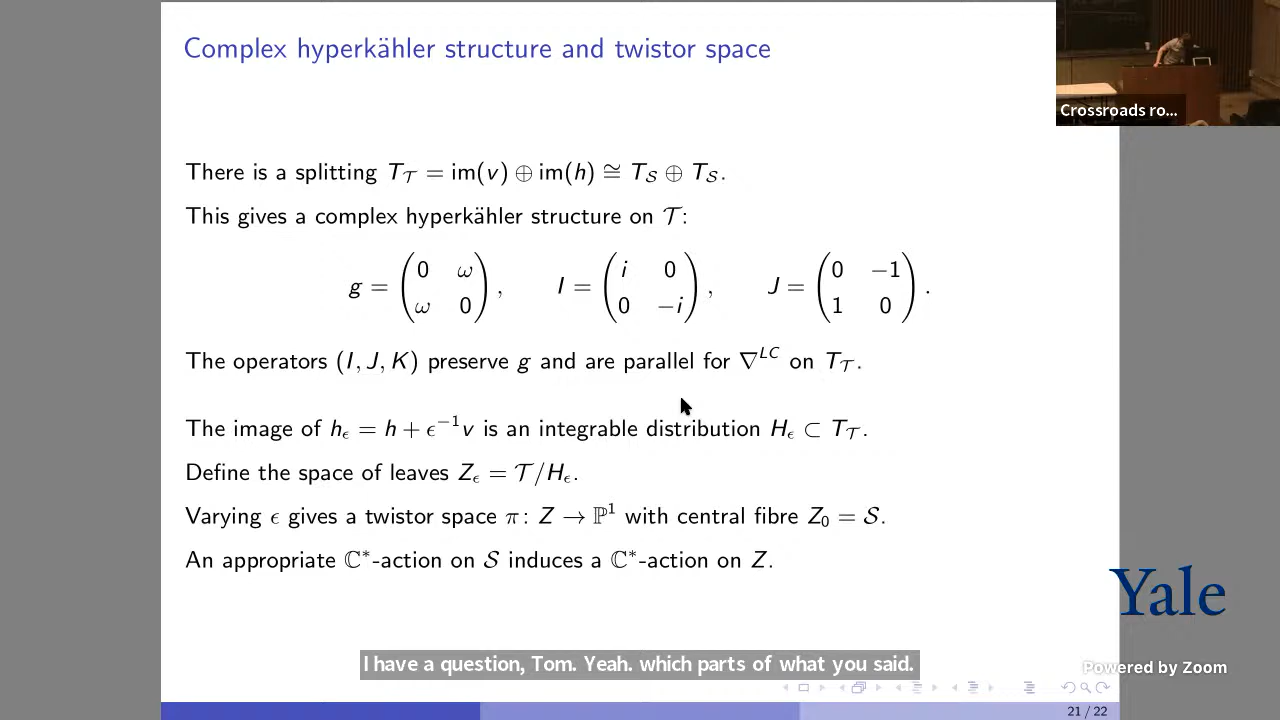 Complex hyperkähler structure and twistor space
Crossroads ro...
There is a splitting T_𝒯 = im(v) ⊕ im(h) ≅ T_𝒮 ⊕ T_𝒮.
This gives a complex hyperkähler structure on 𝒯:
g = (0 ω; ω 0), I = (i 0; 0 −i), J = (0 −1; 1 0).
The operators (I, J, K) preserve g and are parallel for ∇^{LC} on T_𝒯.
The image of h_ϵ = h + ϵ^{−1}v is an integrable distribution H_ϵ ⊂ T_𝒯.
Define the space of leaves Z_ϵ = 𝒯/H_ϵ.
Varying ϵ gives a twistor space π: Z → ℙ^1 with central fibre Z_0 = 𝒮.
An appropriate ℂ^*-action on 𝒮 induces a ℂ^*-action on Z.
Yale
I have a question, Tom. Yeah. which parts of what you said.
Powered by Zoom
21 / 22